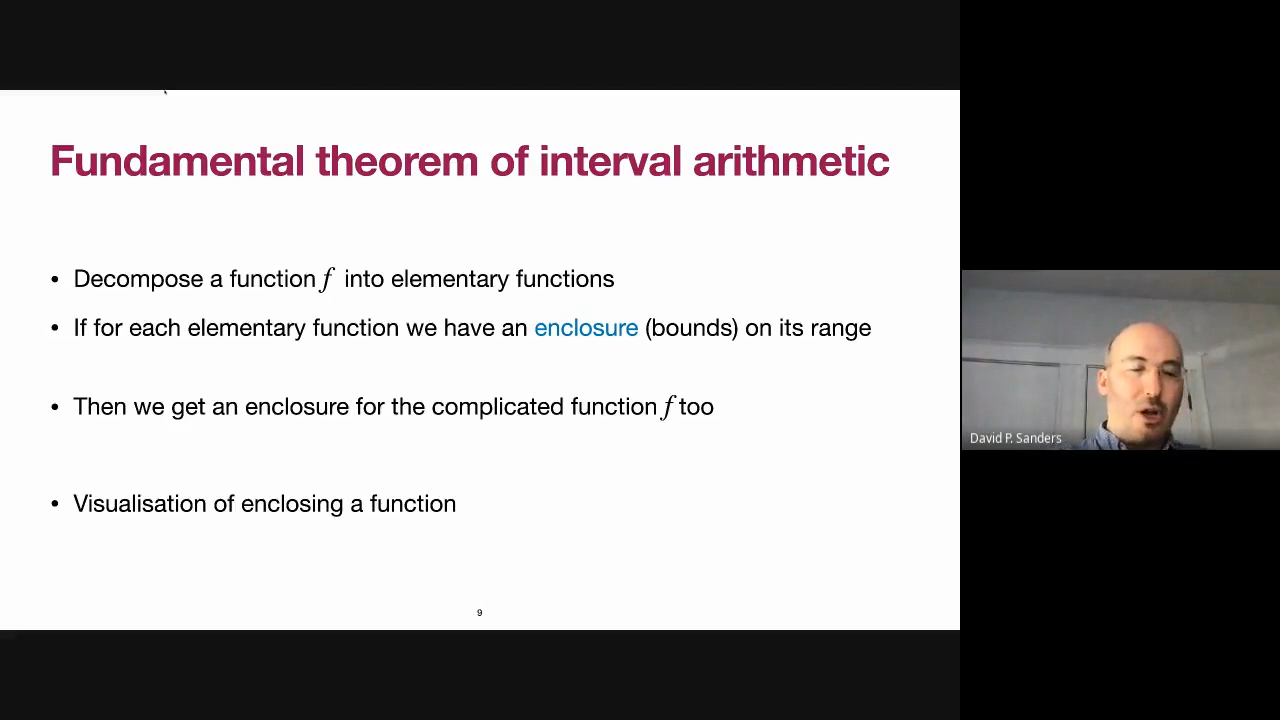 Fundamental theorem of interval arithmetic
• Decompose a function f into elementary functions
• If for each elementary function we have an enclosure (bounds) on its range
• Then we get an enclosure for the complicated function f too
• Visualisation of enclosing a function
9
David P. Sanders